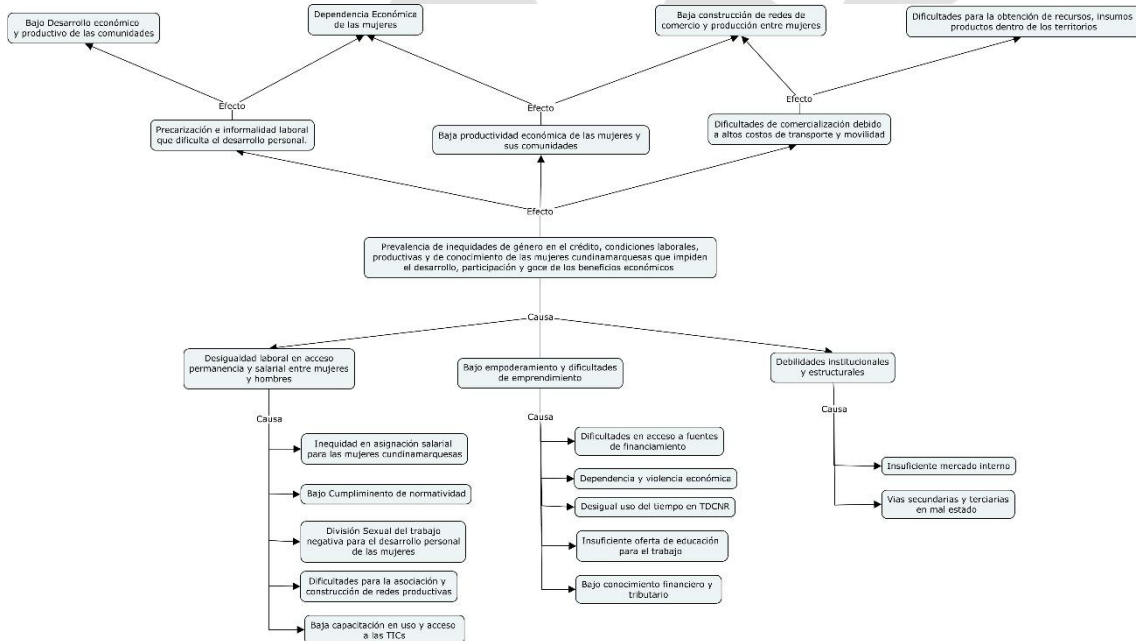 Bajo Desarrollo económico
y productivo de las comunidades
Dependencia Económica
de las mujeres
Baja construcción de redes de
comercio y producción entre mujeres
Dificultades para la obtención de recursos, insumos
productos dentro de los territorios
Efecto
Efecto
Efecto
Precarización e informalidad laboral
que dificulta el desarrollo personal.
Baja productividad económica de las mujeres y
sus comunidades
Dificultades de comercialización debido
a altos costos de transporte y movilidad
Efecto
Prevalencia de inequidades de género en el crédito, condiciones laborales,
productivas y de conocimiento de las mujeres cundinamarquesas que impiden
el desarrollo, participación y goce de los beneficios económicos
Causa
Desigualdad laboral en acceso
permanencia y salarial entre mujeres
y hombres
Bajo empoderamiento y dificultades
de emprendimiento
Debilidades institucionales
y estructurales
Causa
Causa
Causa
Inequidad en asignación salarial
para las mujeres cundinamarquesas
Bajo Cumpliminento de normatividad
División Sexual del trabajo
negativa para el desarrollo personal
de las mujeres
Dificultades para la asociación y
construcción de redes productivas
Baja capacitación en uso y acceso
a las TICs
Dificultades en acceso a fuentes
de financiamiento
Dependencia y violencia económica
Desigual uso del tiempo en TDCNR
Insuficiente oferta de educación
para el trabajo
Bajo conocimiento financiero y
tributario
Insuficiente mercado interno
Vias secundarias y terciarias
en mal estado